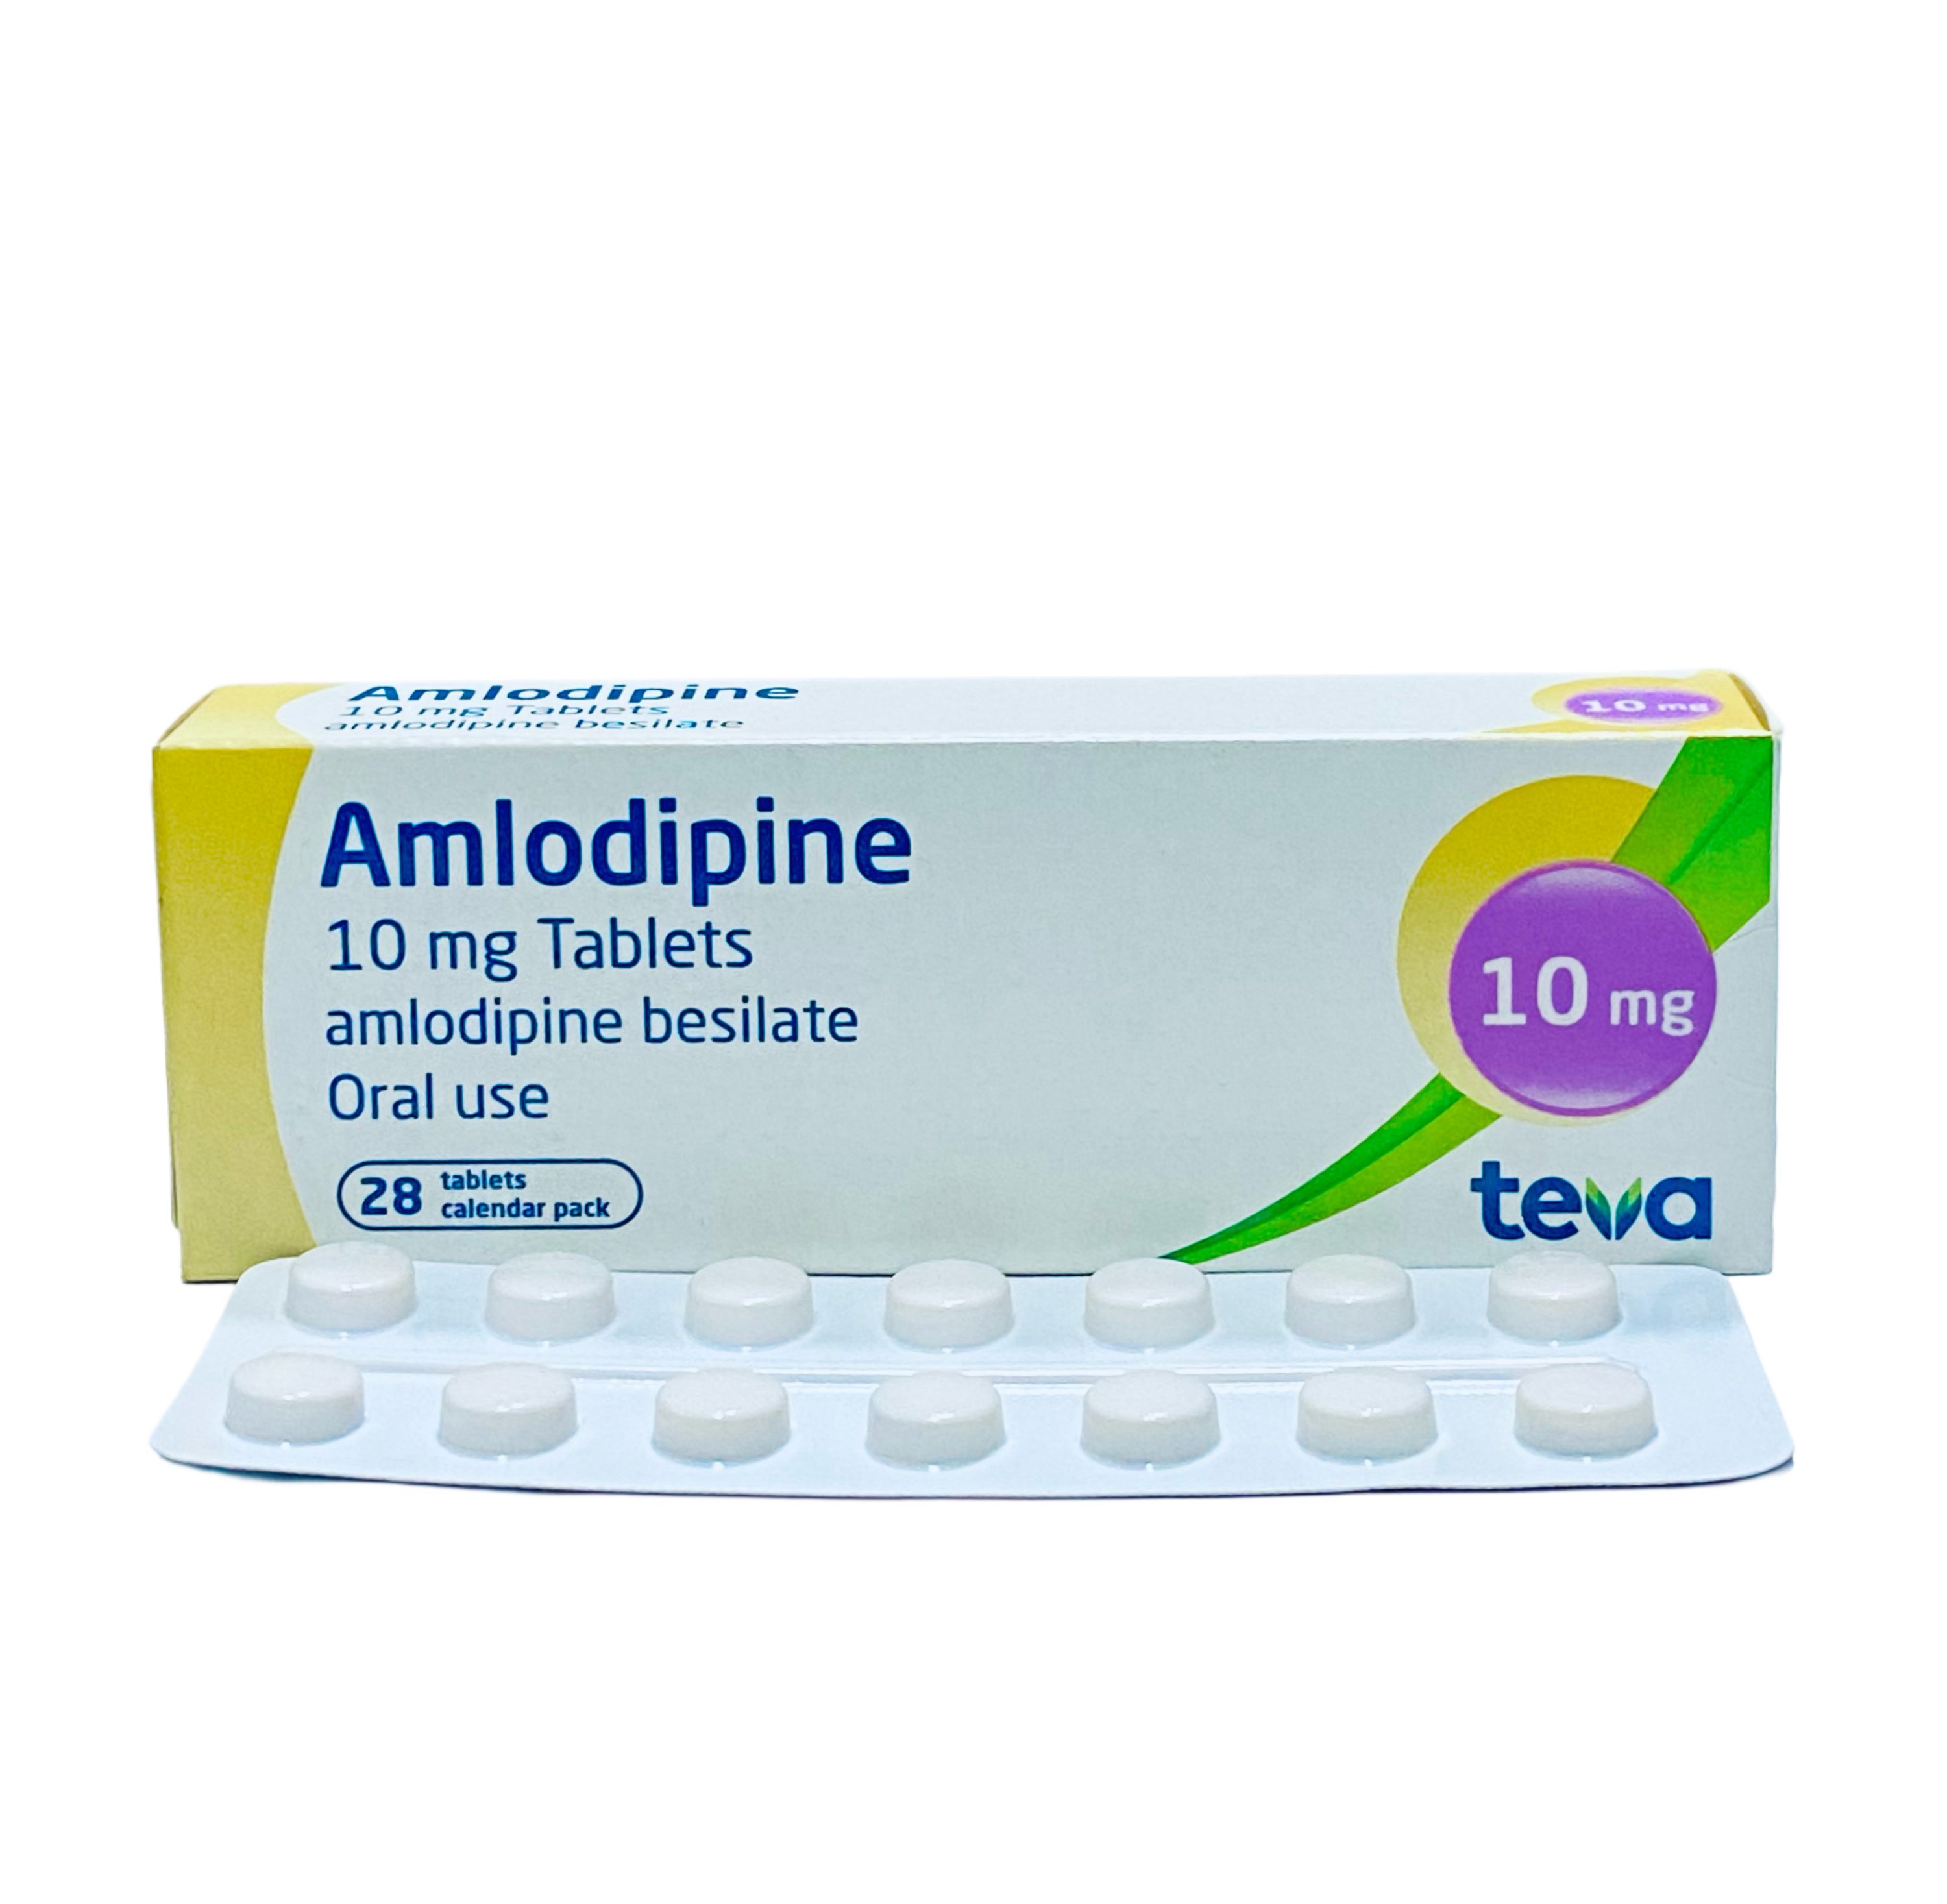 Amlodipine
10 mg Tablets
amlodipine besilate
10 mg
Amlodipine
10 mg Tablets
amlodipine besilate
Oral use
28 tablets
calendar pack
10 mg
teva